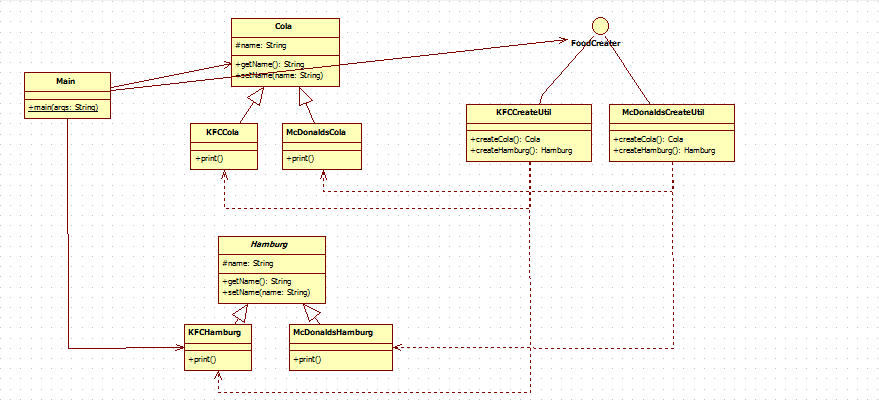 Cola
#name: String
+getName(): String
+setName(name: String)
FoodCreater
Main
+main(args: String)
KFCCola
+print()
McDonaldsCola
+print()
KFCCreateUtil
+createCola(): Cola
+createHamburg(): Hamburg
McDonaldsCreateUtil
+createCola(): Cola
+createHamburg(): Hamburg
Hamburg
#name: String
+getName(): String
+setName(name: String)
KFCHamburg
+print()
McDonaldsHamburg
+print()